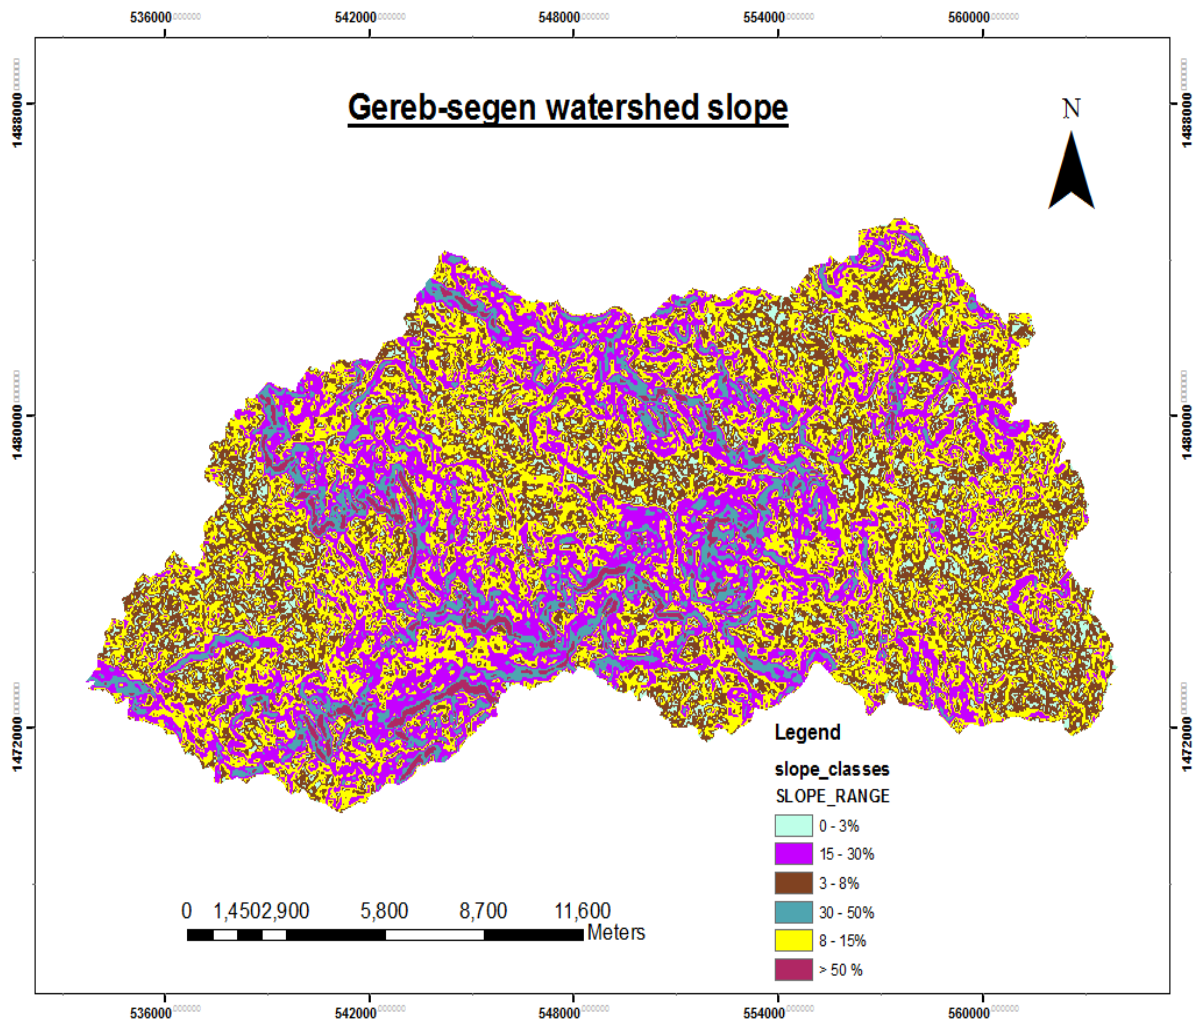 536000 542000 548000 554000 560000
1488000 1488000
Gereb-segen watershed slope
N
1480000 1480000
1472000 1472000
Legend
slope_classes
SLOPE_RANGE
0 - 3%
15 - 30%
3 - 8%
30 - 50%
8 - 15%
> 50 %
0 1,450 2,900 5,800 8,700 11,600
Meters
536000 542000 548000 554000 560000